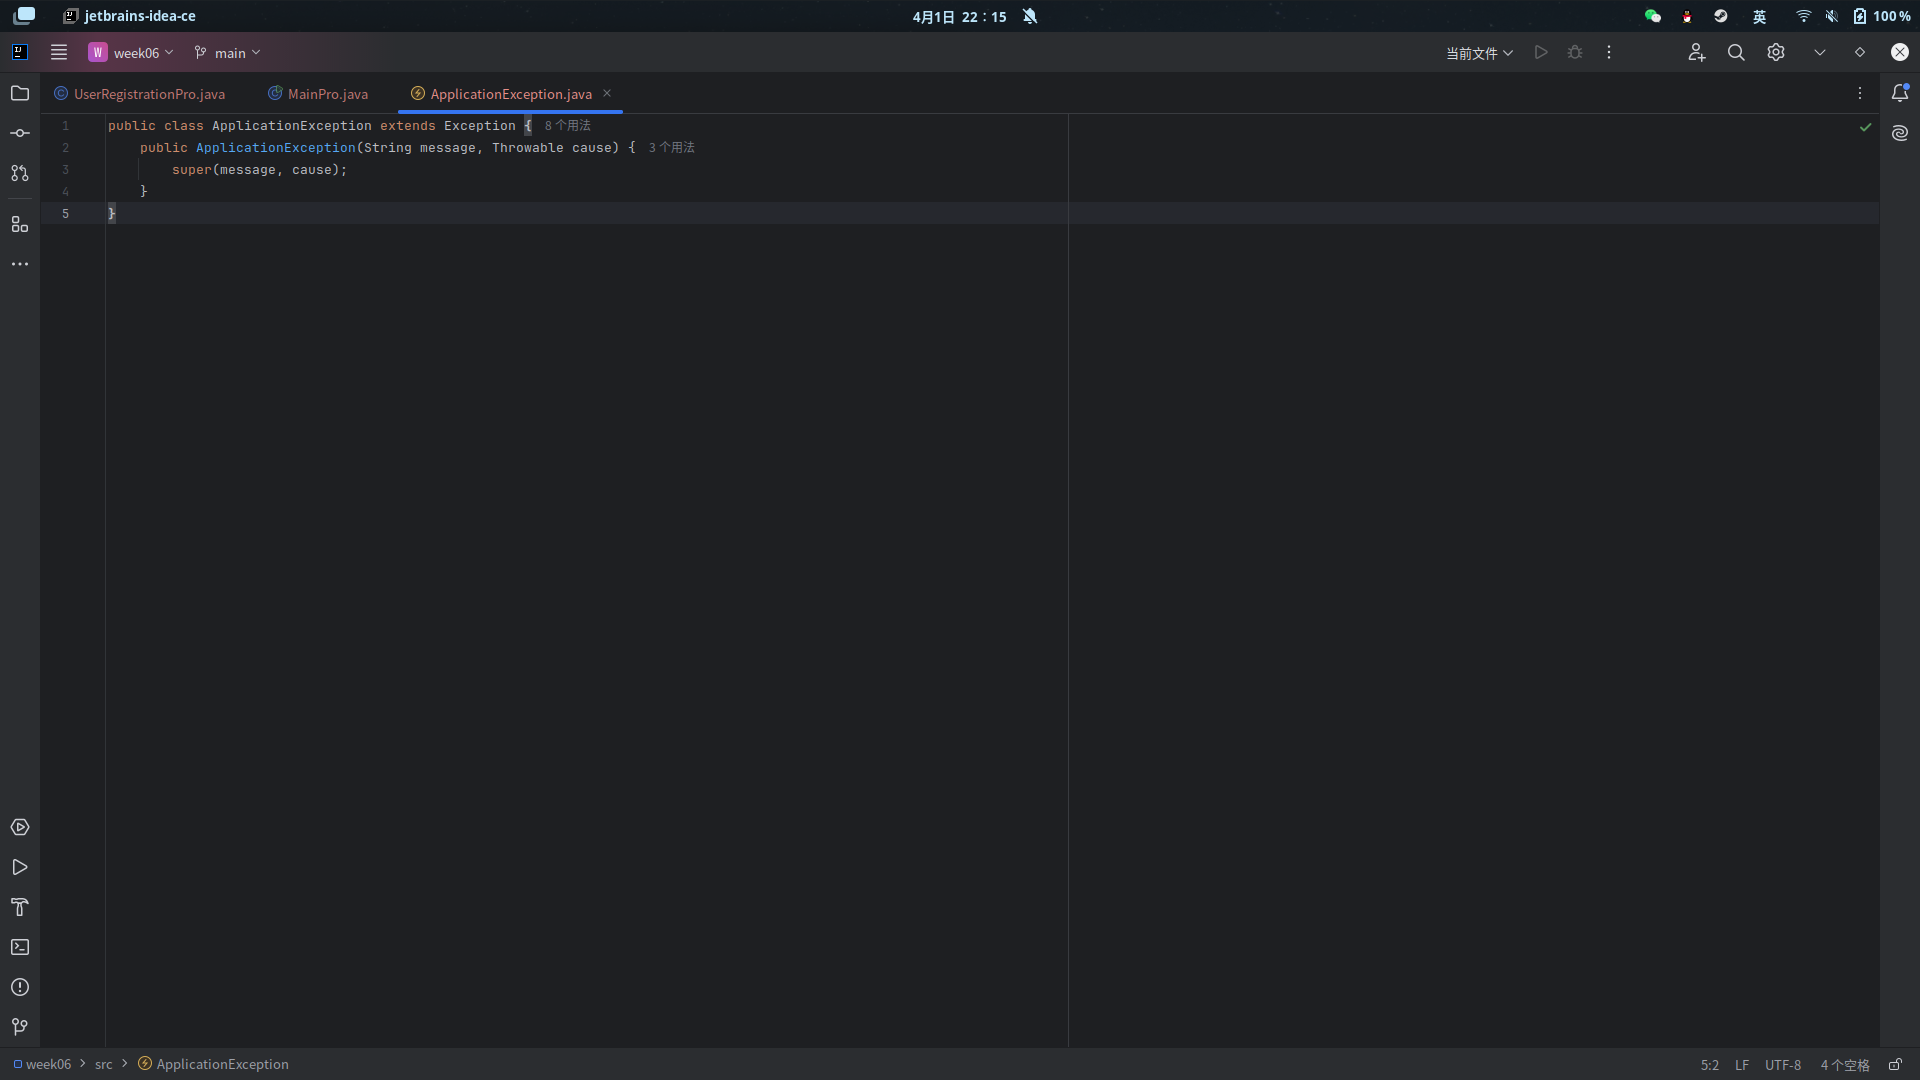 jetbrains-idea-ce
4月1日 22：15
英
100%
W week06
main
当前文件
UserRegistrationPro.java
MainPro.java
ApplicationException.java
1 public class ApplicationException extends Exception { 8 个用法
2     public ApplicationException(String message, Throwable cause) { 3 个用法
3         super(message, cause);
4     }
5 }
week06 > src > ApplicationException
5:2 LF UTF-8 4 个空格